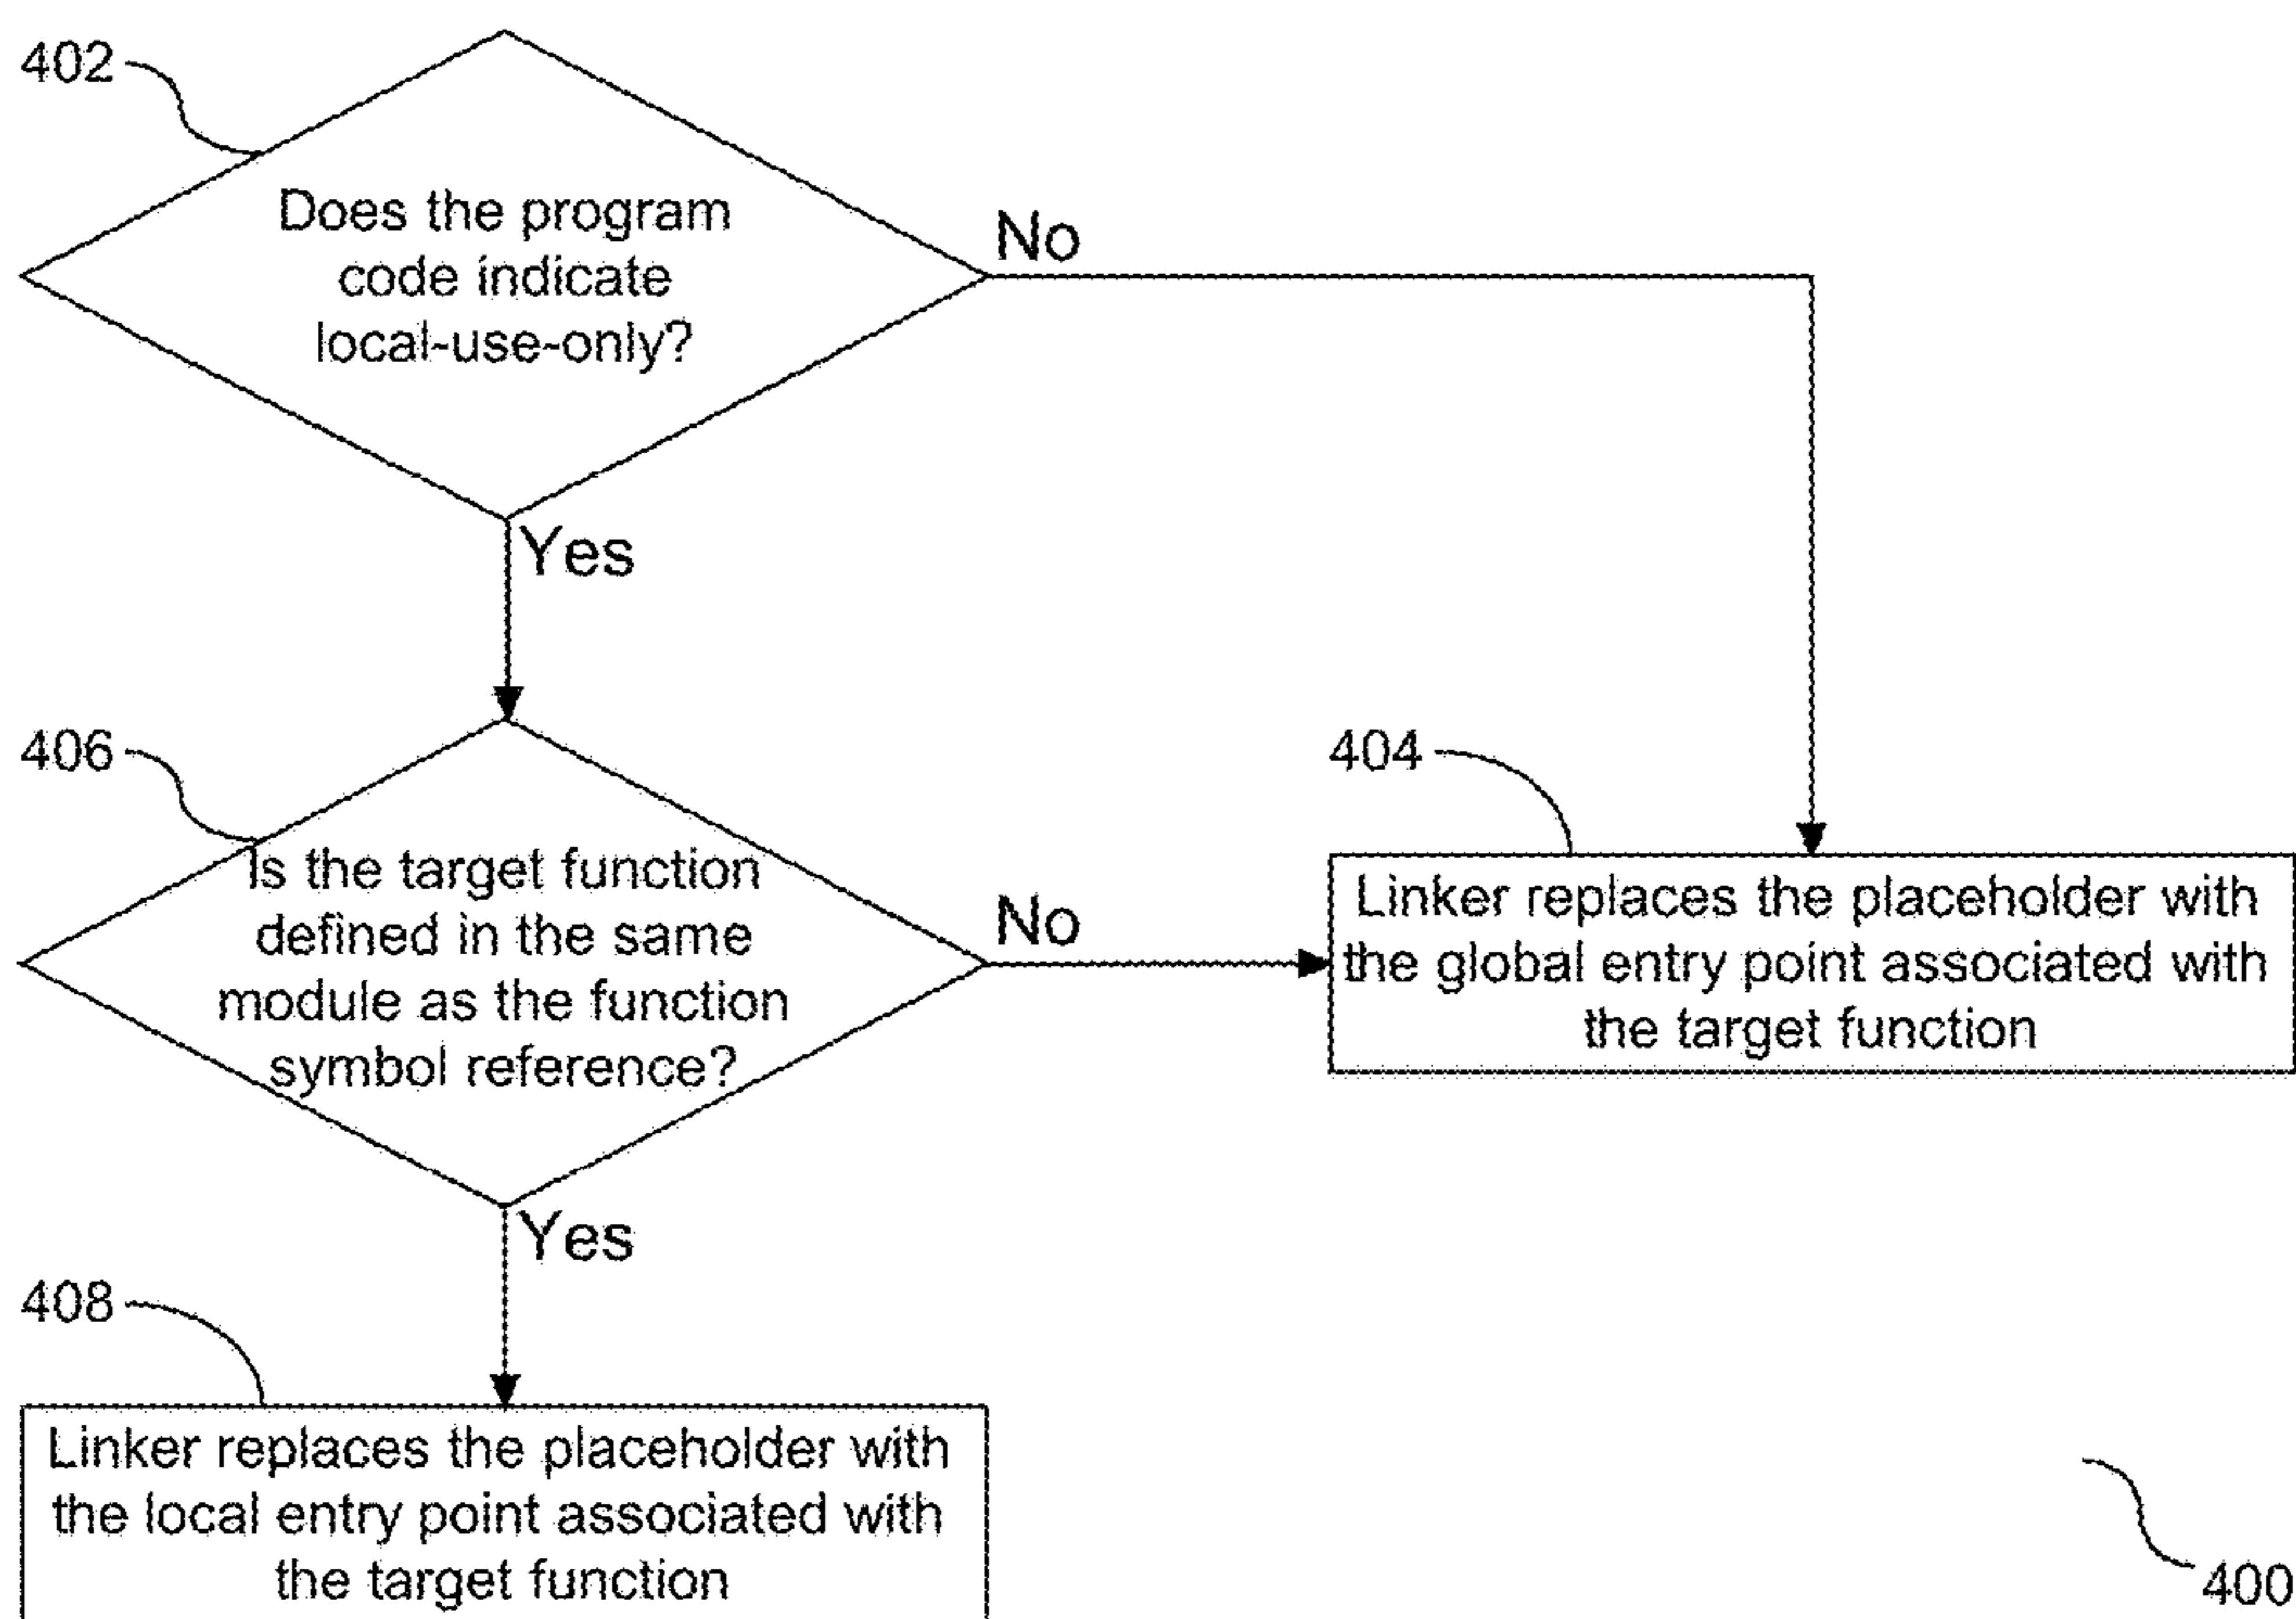 402
Does the program
code indicate
local-use-only?
No
Yes
406
Is the target function
defined in the same
module as the function
symbol reference?
No
404
Linker replaces the placeholder with
the global entry point associated with
the target function
Yes
408
Linker replaces the placeholder with
the local entry point associated with
the target function
400